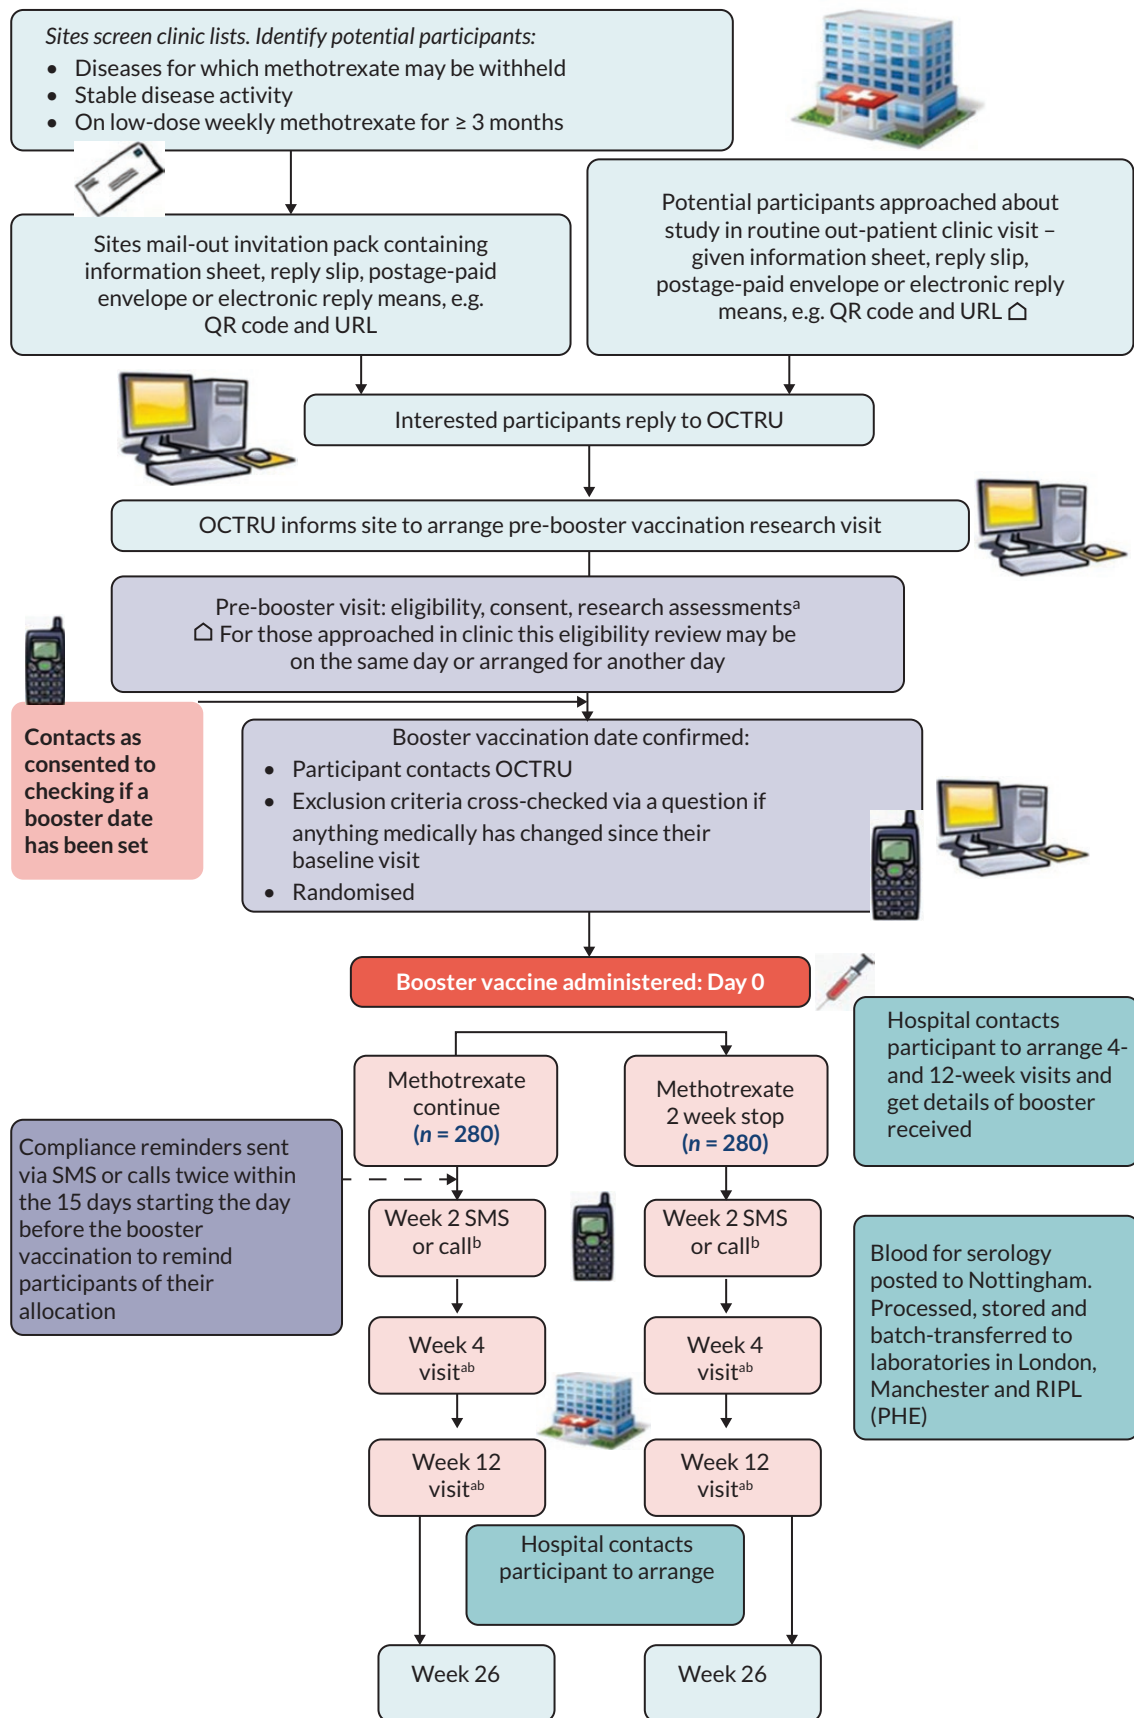 Sites screen clinic lists. Identify potential participants:
• Diseases for which methotrexate may be withheld
• Stable disease activity
• On low-dose weekly methotrexate for ≥ 3 months
Sites mail-out invitation pack containing
information sheet, reply slip, postage-paid
envelope or electronic reply means, e.g.
QR code and URL
Potential participants approached about
study in routine out-patient clinic visit –
given information sheet, reply slip,
postage-paid envelope or electronic reply
means, e.g. QR code and URL
Interested participants reply to OCTRU
OCTRU informs site to arrange pre-booster vaccination research visit
Pre-booster visit: eligibility, consent, research assessmentsᵃ
For those approached in clinic this eligibility review may be
on the same day or arranged for another day
Contacts as
consented to
checking if a
booster date
has been set
Booster vaccination date confirmed:
• Participant contacts OCTRU
• Exclusion criteria cross-checked via a question if
anything medically has changed since their
baseline visit
• Randomised
Booster vaccine administered: Day 0
Hospital contacts
participant to arrange 4-
and 12-week visits and
get details of booster
received
Methotrexate
continue
(n = 280)
Methotrexate
2 week stop
(n = 280)
Compliance reminders sent
via SMS or calls twice within
the 15 days starting the day
before the booster
vaccination to remind
participants of their
allocation
Week 2 SMS
or callᵇ
Week 2 SMS
or callᵇ
Blood for serology
posted to Nottingham.
Processed, stored and
batch-transferred to
laboratories in London,
Manchester and RIPL
(PHE)
Week 4
visitᵃᵇ
Week 4
visitᵃᵇ
Week 12
visitᵃᵇ
Week 12
visitᵃᵇ
Hospital contacts
participant to arrange
Week 26
Week 26